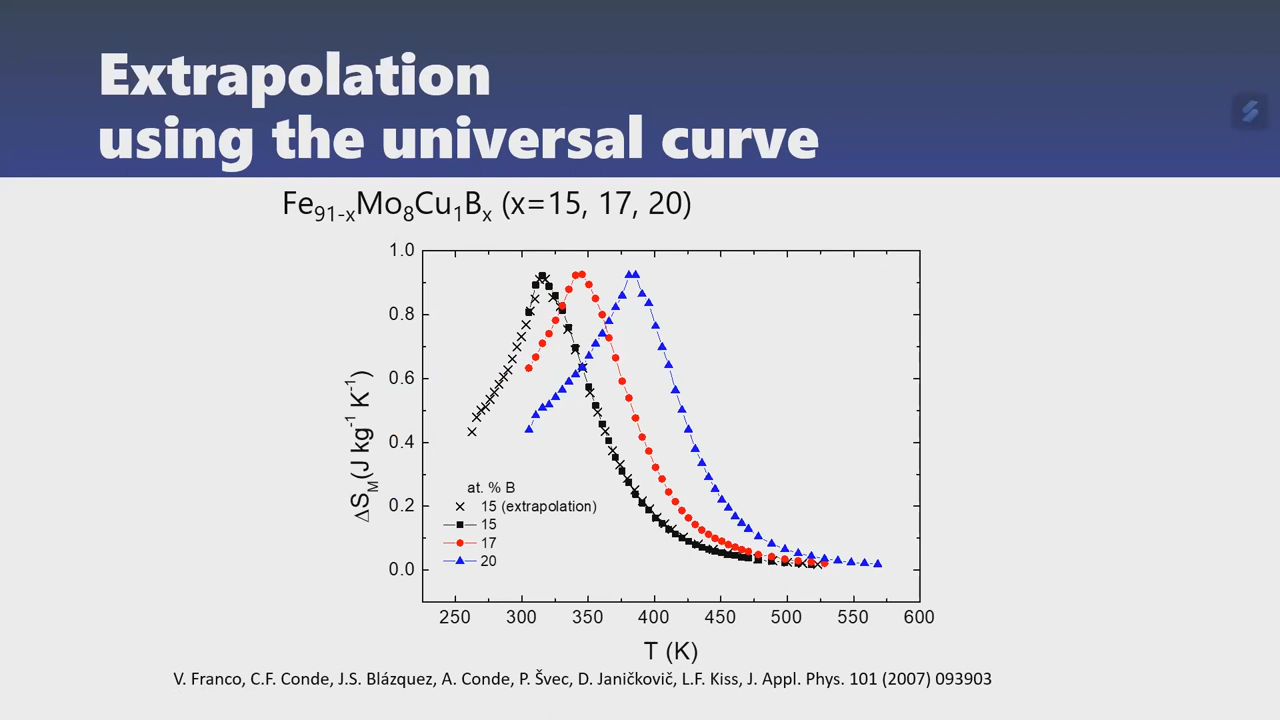 Extrapolation
using the universal curve
Fe₉₁₋ₓMo₈Cu₁Bₓ (x=15, 17, 20)
1.0
0.8
0.6
0.4
0.2
0.0
ΔS_M(J kg⁻¹ K⁻¹)
at. % B
15 (extrapolation)
15
17
20
250 300 350 400 450 500 550 600
T (K)
V. Franco, C.F. Conde, J.S. Blázquez, A. Conde, P. Švec, D. Janičkovič, L.F. Kiss, J. Appl. Phys. 101 (2007) 093903